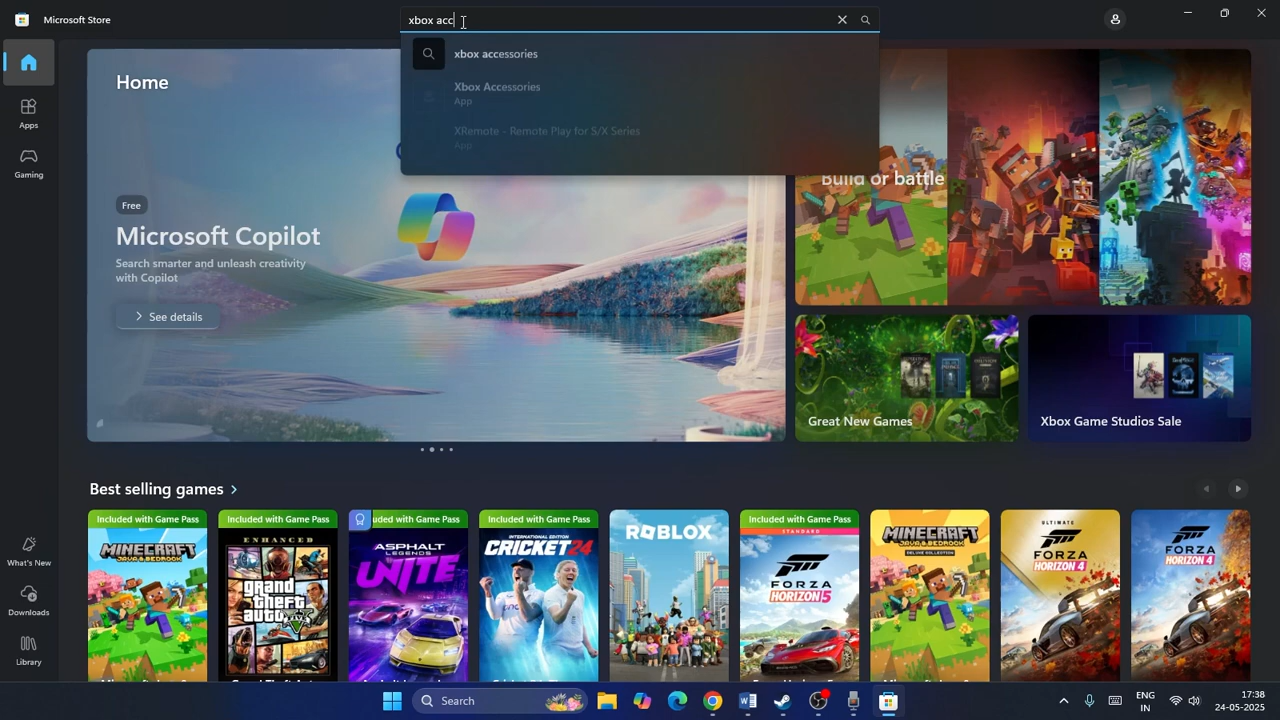 Microsoft Store
xbox acc
xbox accessories
Xbox Accessories
App
XRemote - Remote Play for S/X Series
App
Home
Apps
Gaming
Free
Microsoft Copilot
Search smarter and unleash creativity
with Copilot
See details
Build or battle
Great New Games
Xbox Game Studios Sale
Best selling games
Included with Game Pass
MINECRAFT
JAVA & BEDROCK
Included with Game Pass
ENHANCED
grand
theft
auto
uded with Game Pass
ASPHALT
LEGENDS
UNITE
Included with Game Pass
INTERNATIONAL EDITION
CRICKET 24
ROBLOX
Included with Game Pass
STANDARD
FORZA
HORIZON 5
MINECRAFT
JAVA & BEDROCK
DELUXE COLLECTION
ULTIMATE
FORZA
HORIZON 4
FORZA
HORIZON 4
What's New
Downloads
Library
Search
ENG
IN
17:38
24-05-2025